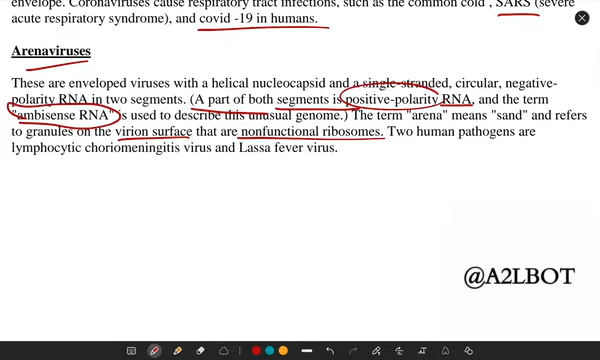 envelope. Coronaviruses cause respiratory tract infections, such as the common cold , SARS (severe
acute respiratory syndrome), and covid -19 in humans.
Arenaviruses
These are enveloped viruses with a helical nucleocapsid and a single-stranded, circular, negative-
polarity RNA in two segments. (A part of both segments is positive-polarity RNA, and the term
"ambisense RNA" is used to describe this unusual genome.) The term "arena" means "sand" and refers
to granules on the virion surface that are nonfunctional ribosomes. Two human pathogens are
lymphocytic choriomeningitis virus and Lassa fever virus.
@A2LBOT